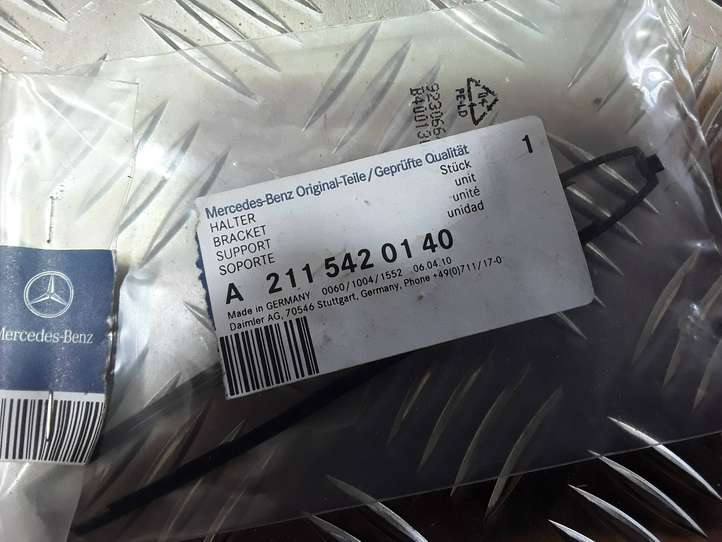 923066
B400130
PE-LD
Mercedes-Benz Original-Teile/Geprüfte Qualität
HALTER Stück 1
BRACKET unit
SUPPORT unité
SOPORTE unidad
A 211 542 01 40
Made in GERMANY 0060/1004/1552 06.04.10
Daimler AG, 70546 Stuttgart, Germany, Phone +49(0)711/17-0
Mercedes-Benz